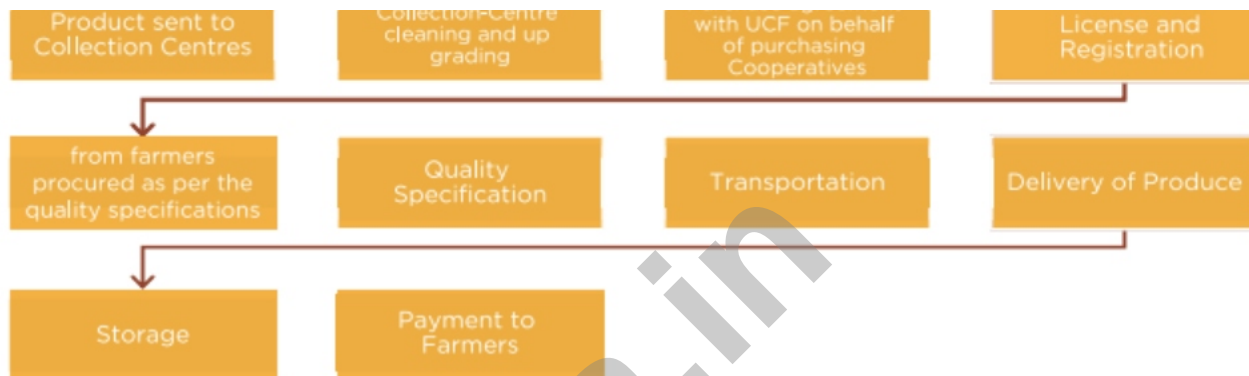 Product sent to
Collection Centres
Collection-Centre
cleaning and up
grading
with UCF on behalf
of purchasing
Cooperatives
License and
Registration
from farmers
procured as per the
quality specifications
Quality
Specification
Transportation
Delivery of Produce
Storage
Payment to
Farmers
.in